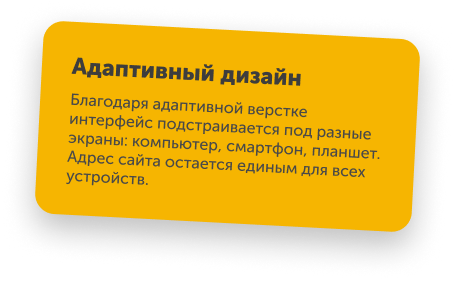 Адаптивный дизайн
Благодаря адаптивной верстке
интерфейс подстраивается под разные
экраны: компьютер, смартфон, планшет.
Адрес сайта остается единым для всех
устройств.